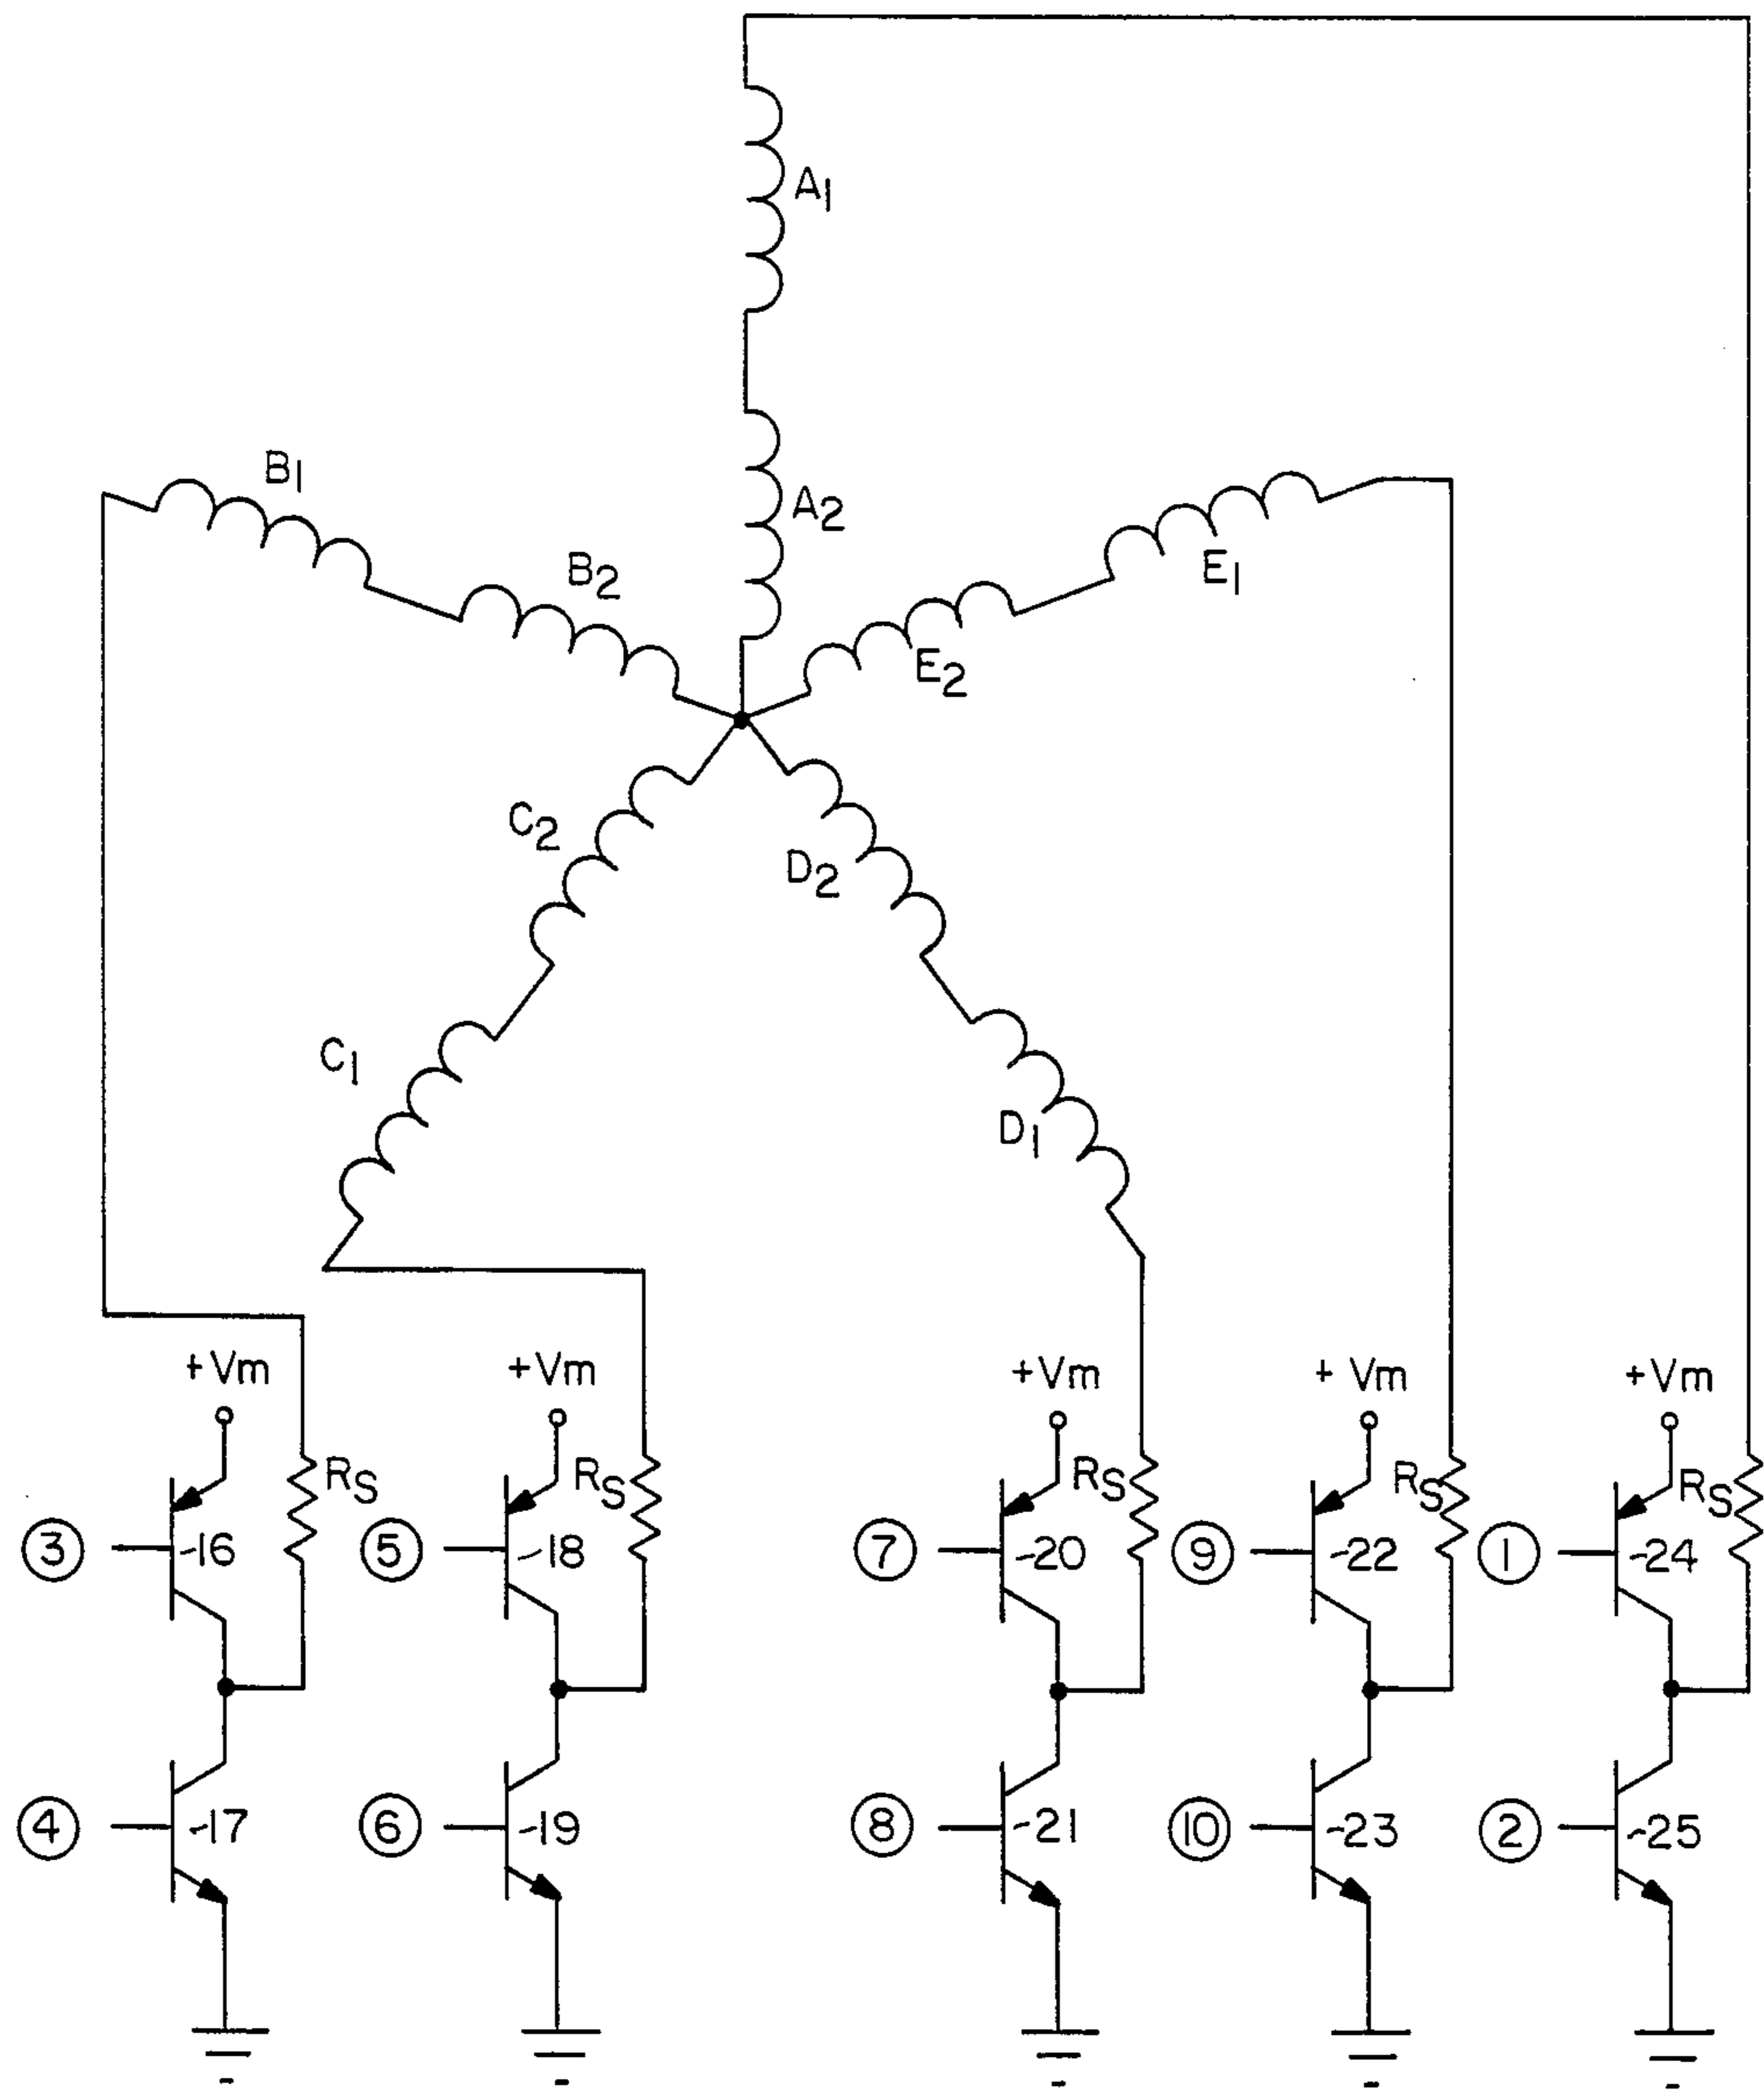 A1
A2
B1
B2
E1
E2
C2
D2
C1
D1
+Vm +Vm +Vm + Vm +Vm
RS RS RS RS RS
3 -16 5 -18 7 -20 9 -22 1 -24
4 -17 6 -19 8 -21 10 -23 2 -25